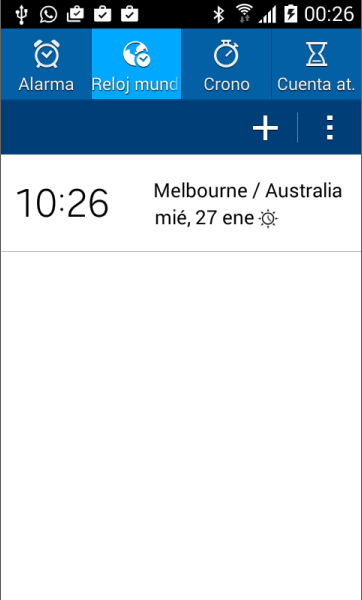 00:26
Alarma Reloj mund Crono Cuenta at.
10:26 Melbourne / Australia
mié, 27 ene